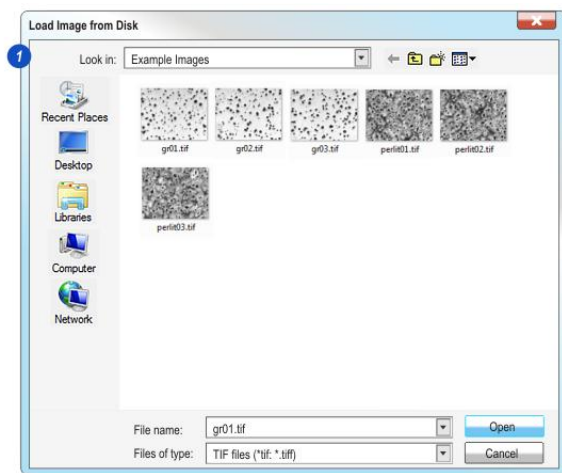 Load Image from Disk
1
Look in: Example Images
Recent Places
Desktop
Libraries
Computer
Network
gr01.tif gr02.tif gr03.tif perlit01.tif perlit02.tif
perlit03.tif
File name: gr01.tif Open
Files of type: TIF files (*tif: *.tiff) Cancel